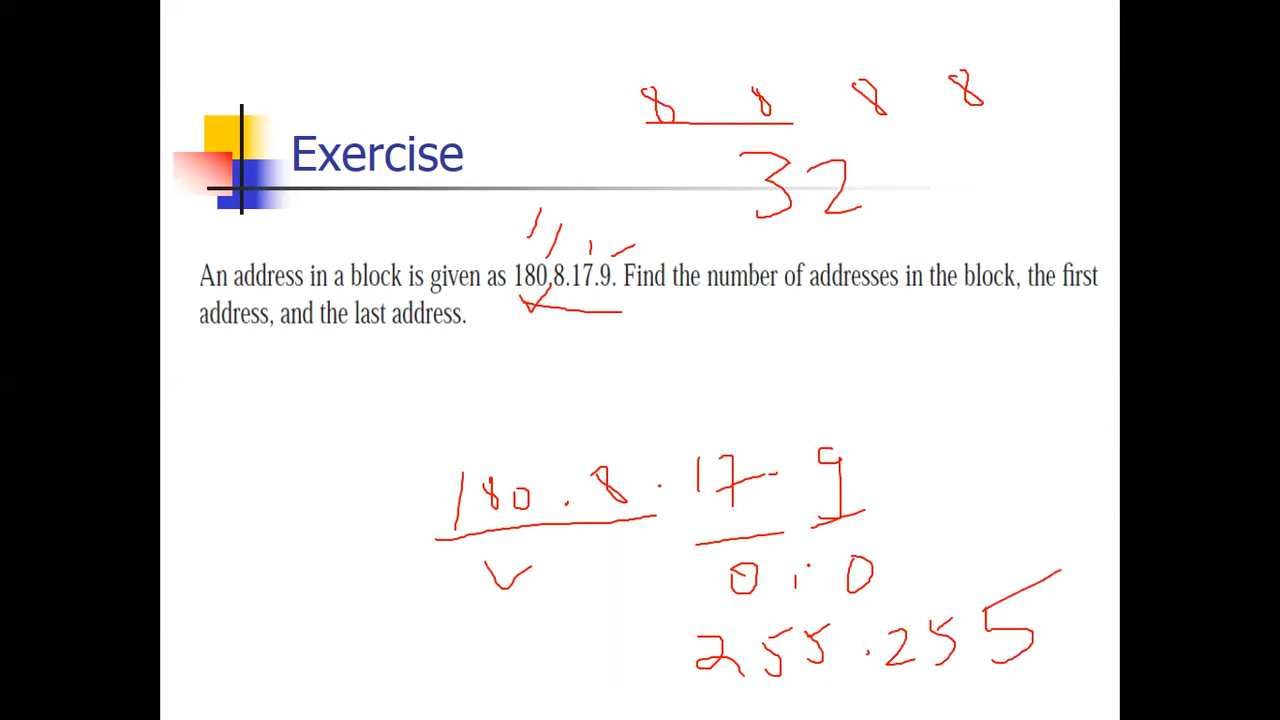 8 8 8 8
Exercise
32
An address in a block is given as 180.8.17.9. Find the number of addresses in the block, the first
address, and the last address.
180.8.17.9
0.0
255.255